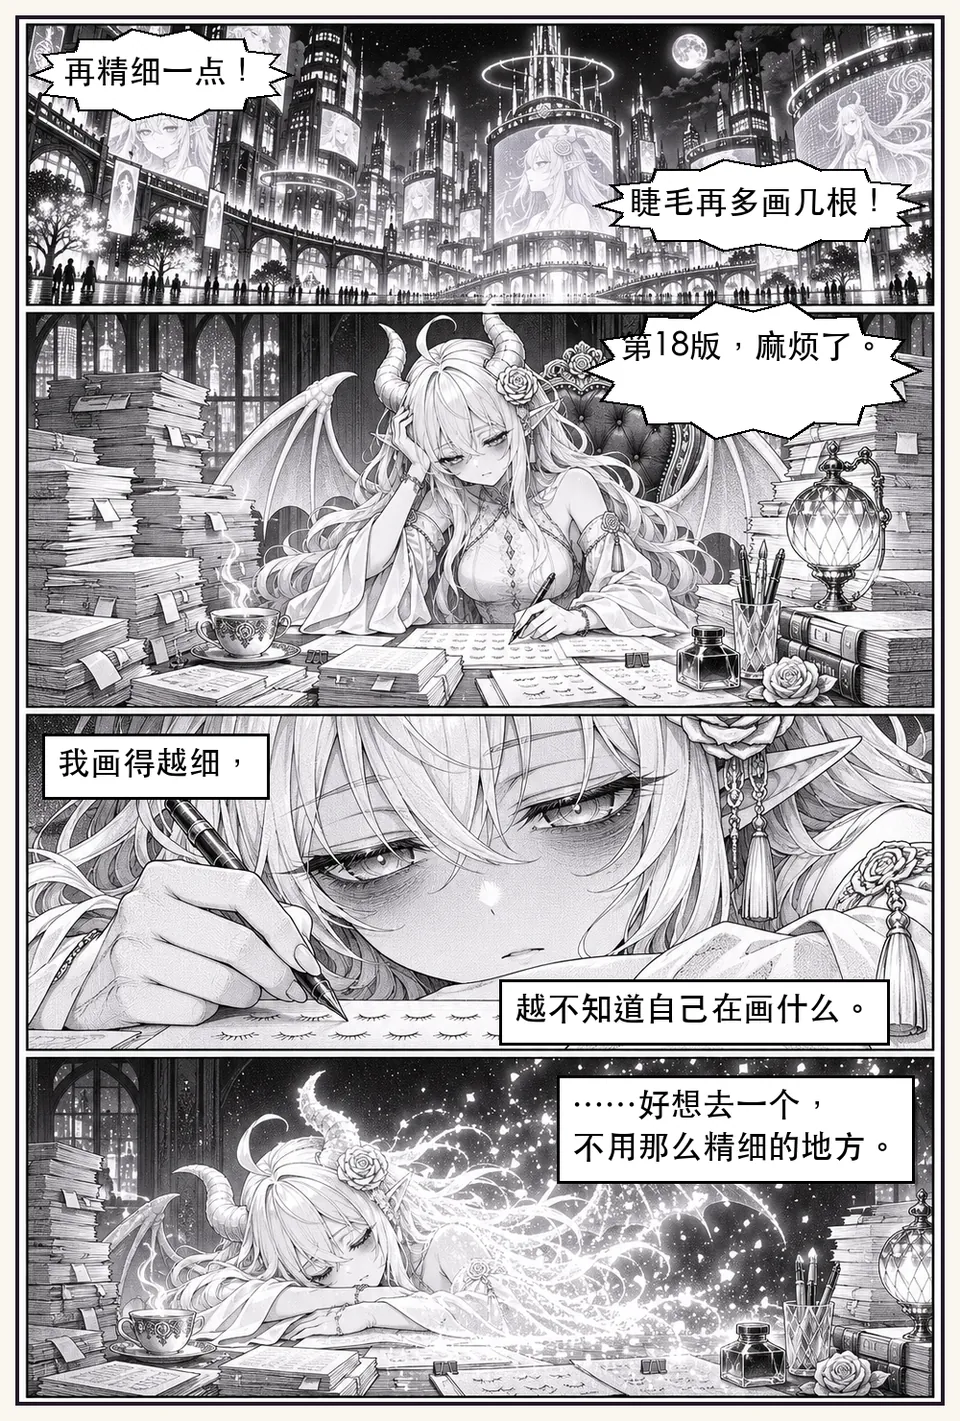 再精细一点！
睫毛再多画几根！
第18版，麻烦了。
我画得越细，
越不知道自己在画什么。
……好想去一个，
不用那么精细的地方。